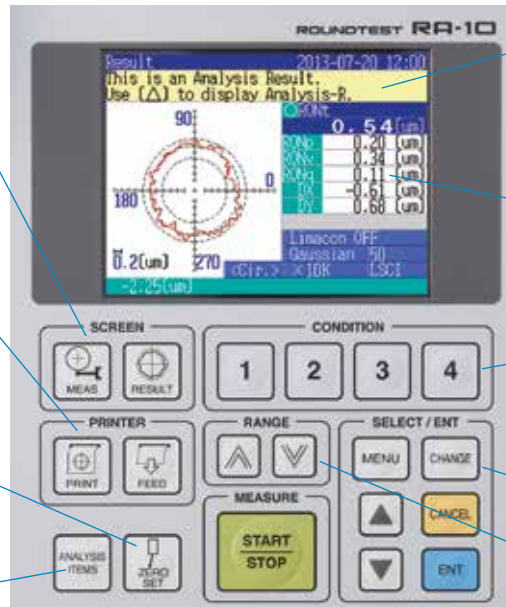 ROUNDTEST RA-10
Result 2013-07-20 12:00
This is an Analysis Result.
Use (△) to display Analysis-R.
90
0
180
270
0.2(um)
○RONt
0.54(um)
RONp 0.20 (um)
RONv 0.34 (um)
RONq 0.11 (um)
DX -0.61 (um)
DY 0.68 (um)
Limacon OFF
Gaussian 50
<Cir.> ×10K LSCI
-2.25(um)
SCREEN
MEAS
RESULT
CONDITION
1 2 3 4
PRINTER
PRINT
FEED
RANGE
SELECT / ENT
MENU
CHANGE
MEASURE
START
STOP
CANCEL
ENT
ANALYSIS
ITEMS
ZERO
SET